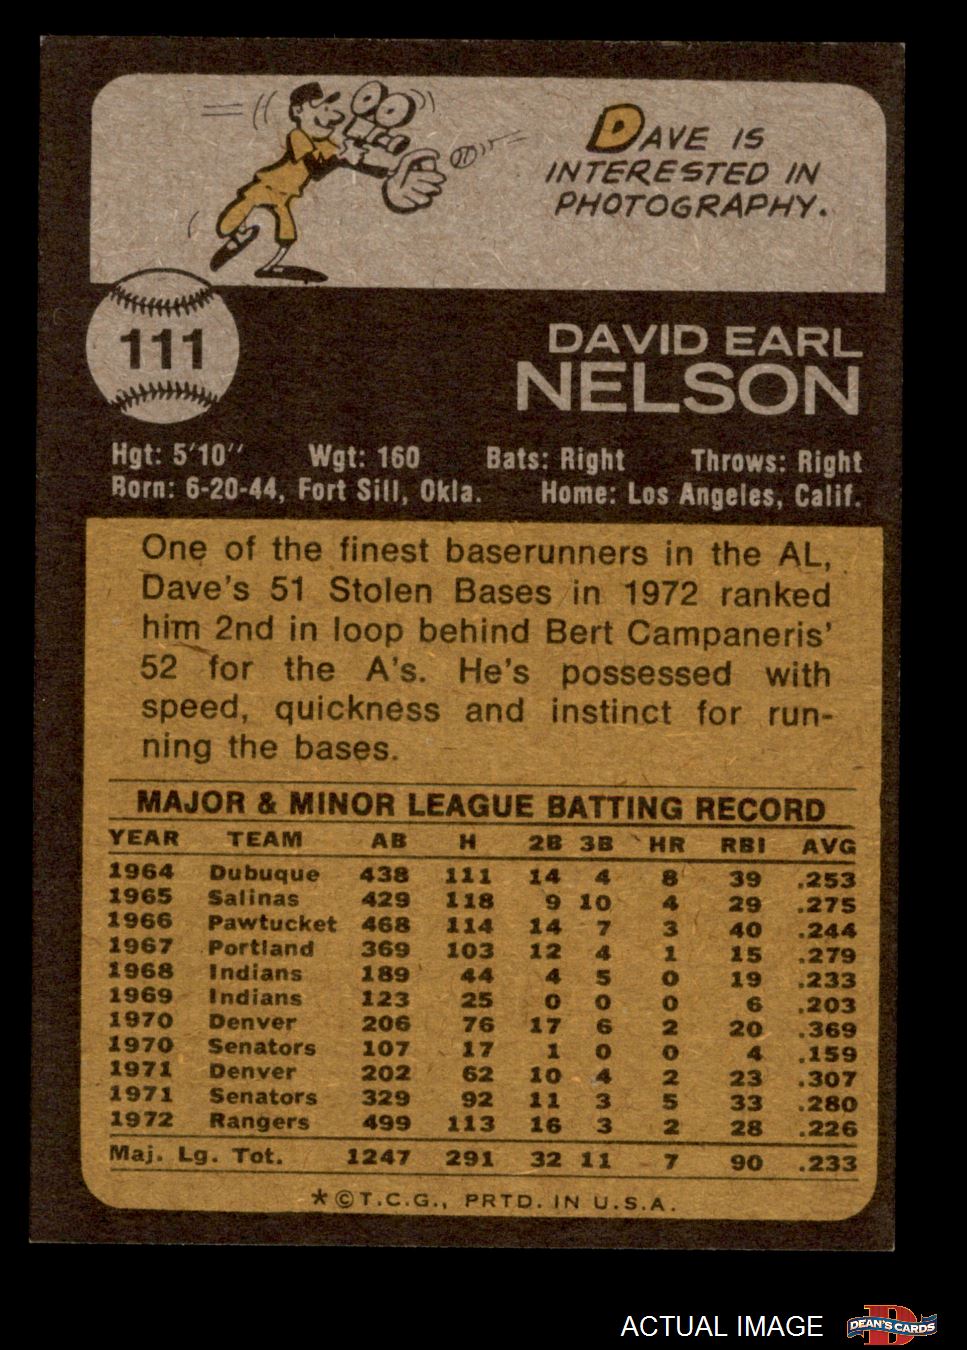 DAVE IS
INTERESTED IN
PHOTOGRAPHY.
111
DAVID EARL
NELSON
Hgt: 5'10" Wgt: 160 Bats: Right Throws: Right
Born: 6-20-44, Fort Sill, Okla. Home: Los Angeles, Calif.
One of the finest baserunners in the AL,
Dave's 51 Stolen Bases in 1972 ranked
him 2nd in loop behind Bert Campaneris'
52 for the A's. He's possessed with
speed, quickness and instinct for run-
ning the bases.
MAJOR & MINOR LEAGUE BATTING RECORD
YEAR TEAM AB H 2B 3B HR RBI AVG
1964 Dubuque 438 111 14 4 8 39 .253
1965 Salinas 429 118 9 10 4 29 .275
1966 Pawtucket 468 114 14 7 3 40 .244
1967 Portland 369 103 12 4 1 15 .279
1968 Indians 189 44 4 5 0 19 .233
1969 Indians 123 25 0 0 0 6 .203
1970 Denver 206 76 17 6 2 20 .369
1970 Senators 107 17 1 0 0 4 .159
1971 Denver 202 62 10 4 2 23 .307
1971 Senators 329 92 11 3 5 33 .280
1972 Rangers 499 113 16 3 2 28 .226
Maj. Lg. Tot. 1247 291 32 11 7 90 .233
*©T.C.G., PRTD. IN U.S.A.
ACTUAL IMAGE
D
DEAN'S CARDS